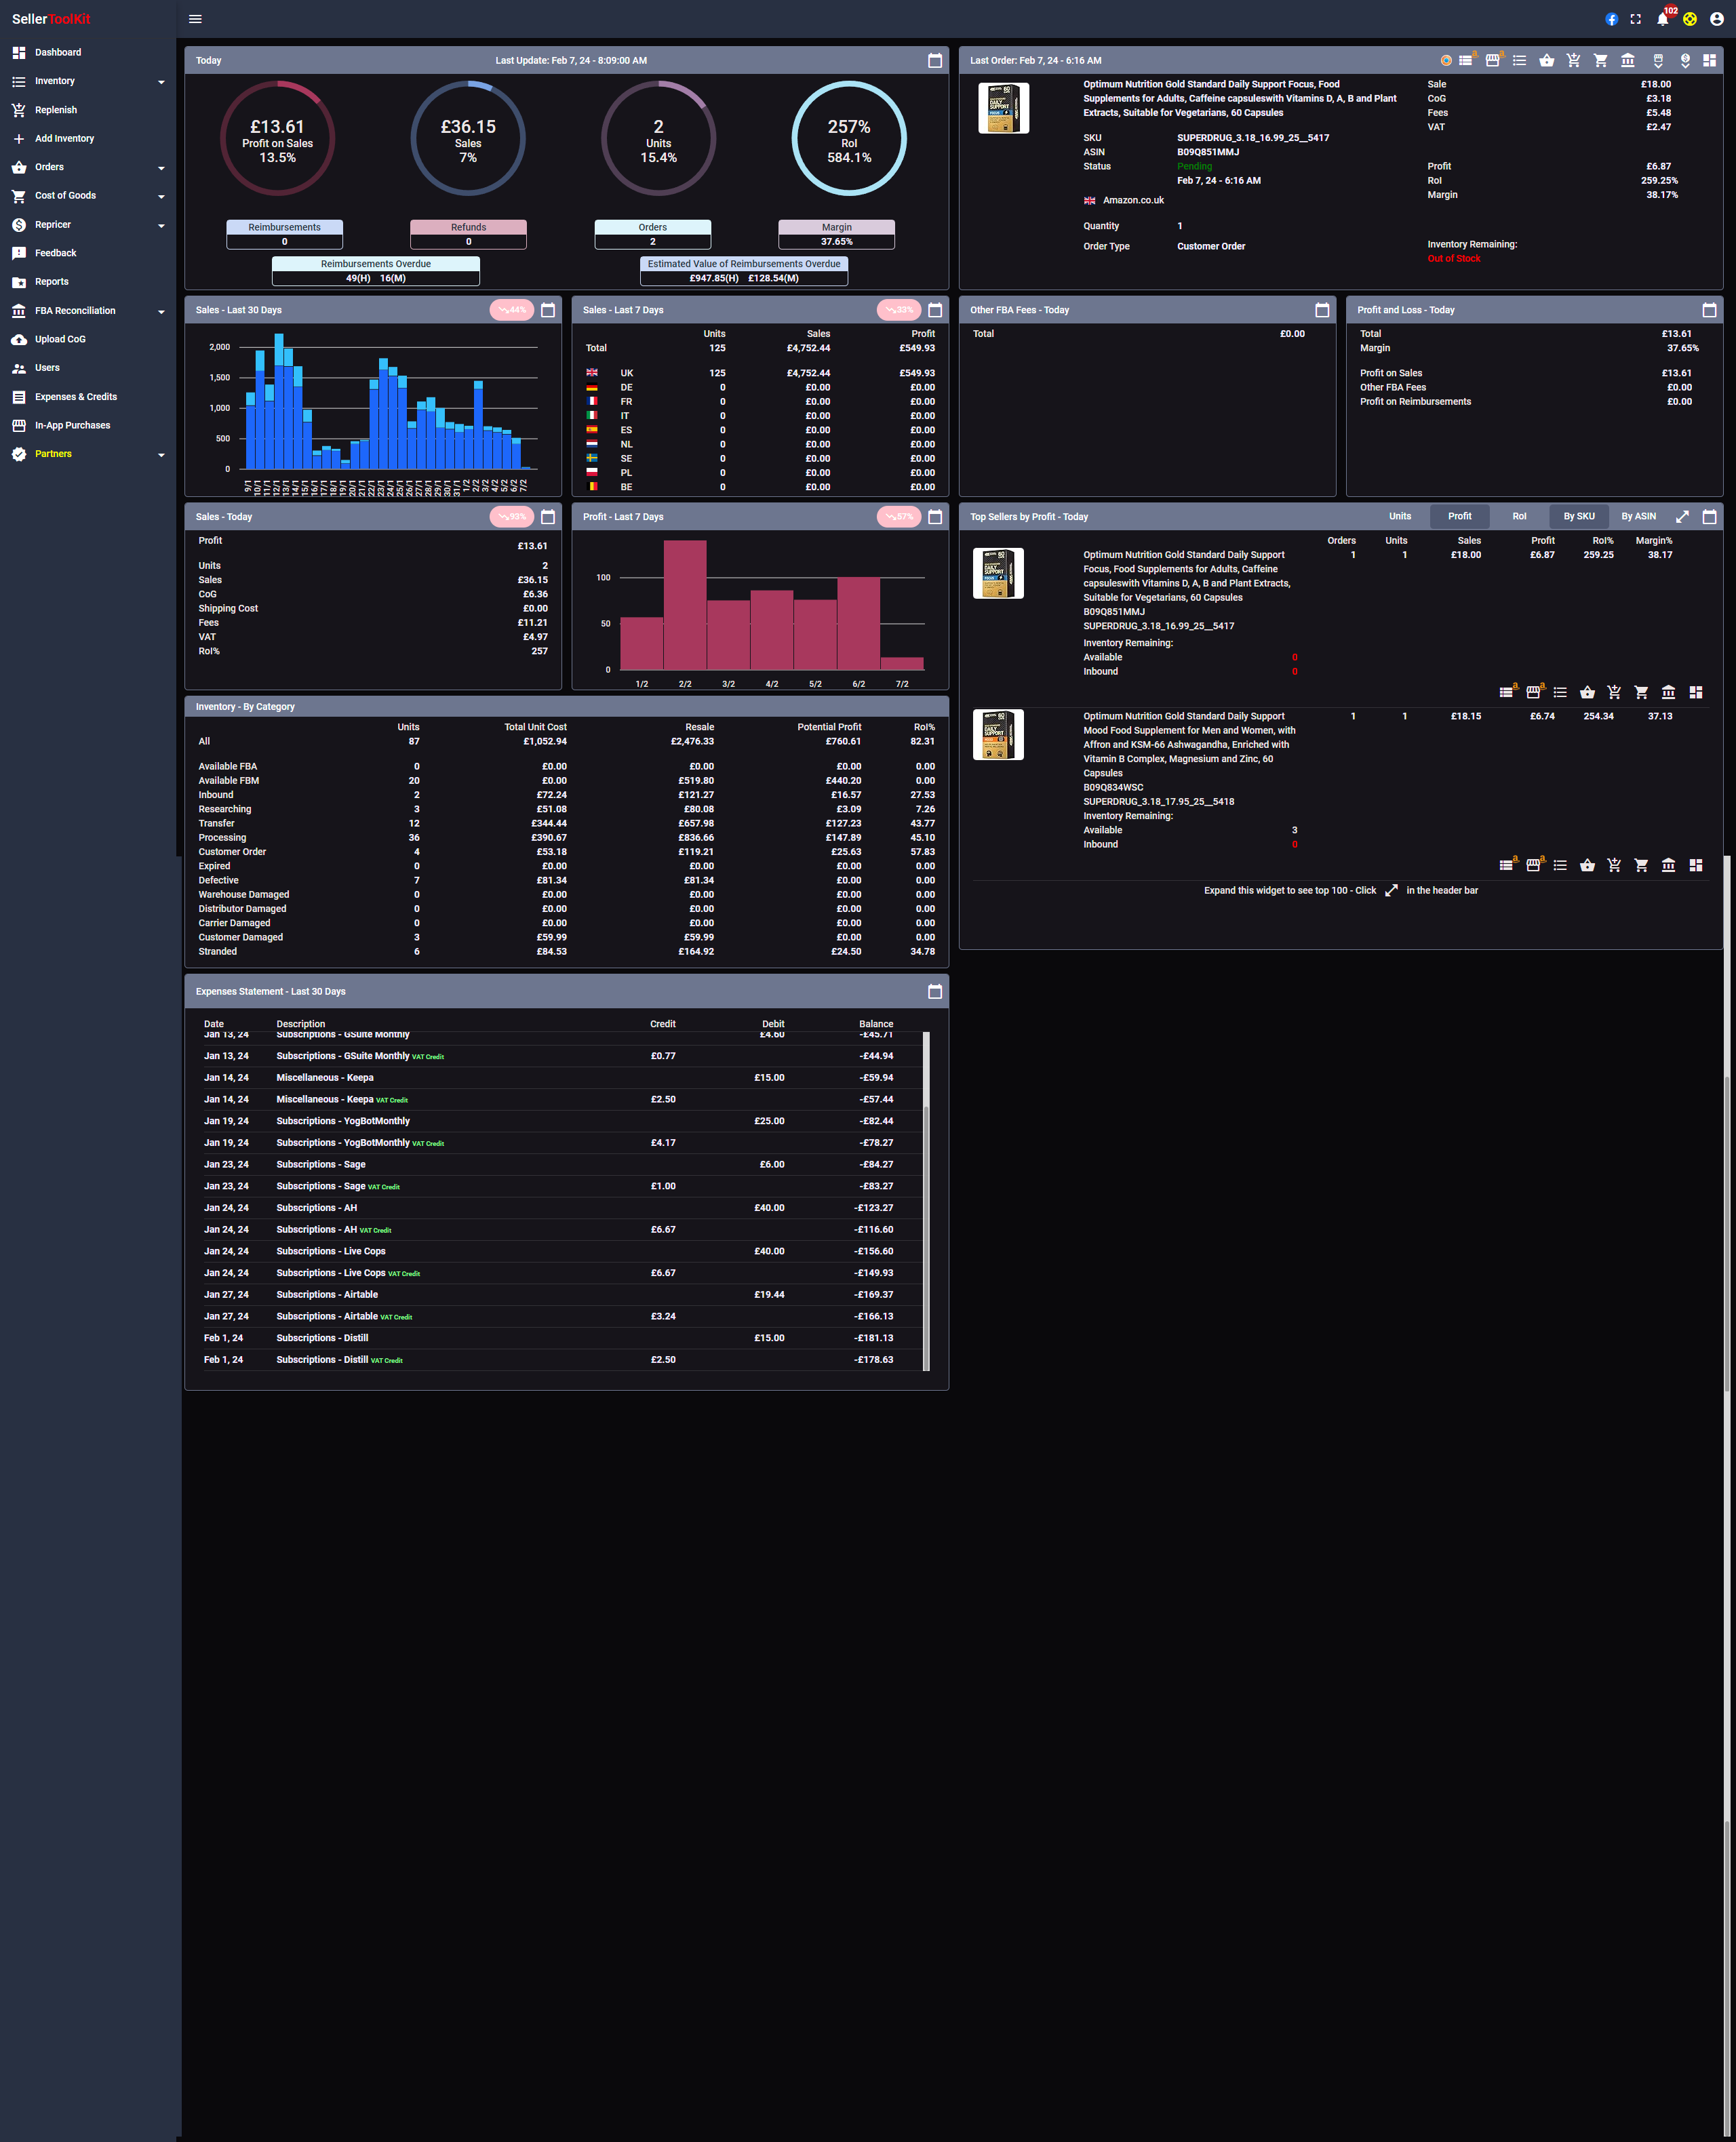 SellerToolKit
102
Dashboard
Inventory
Replenish
Add Inventory
Orders
Cost of Goods
Repricer
Feedback
Reports
FBA Reconciliation
Upload CoG
Users
Expenses & Credits
In-App Purchases
Partners
Today Last Update: Feb 7, 24 - 8:09:00 AM
£13.61 £36.15 2 257%
Profit on Sales Sales Units RoI
13.5% 7% 15.4% 584.1%
Reimbursements Refunds Orders Margin
0 0 2 37.65%
Reimbursements Overdue Estimated Value of Reimbursements Overdue
49(H) 16(M) £947.85(H) £128.54(M)
Last Order: Feb 7, 24 - 6:16 AM
Optimum Nutrition Gold Standard Daily Support Focus, Food
Supplements for Adults, Caffeine capsuleswith Vitamins D, A, B and Plant
Extracts, Suitable for Vegetarians, 60 Capsules
SKU SUPERDRUG_3.18_16.99_25__5417
ASIN B09Q851MMJ
Status Pending
Feb 7, 24 - 6:16 AM
Amazon.co.uk
Quantity 1
Order Type Customer Order
Sale £18.00
CoG £3.18
Fees £5.48
VAT £2.47
Profit £6.87
RoI 259.25%
Margin 38.17%
Inventory Remaining:
Out of Stock
Sales - Last 30 Days 44%
2,000
1,500
1,000
500
0
9/1 10/1 11/1 12/1 13/1 14/1 15/1 16/1 17/1 18/1 19/1 20/1 21/1 22/1 23/1 24/1 25/1 26/1 27/1 28/1 29/1 30/1 31/1 1/2 2/2 3/2 4/2 5/2 6/2 7/2
Sales - Last 7 Days 33%
Units Sales Profit
Total 125 £4,752.44 £549.93
UK 125 £4,752.44 £549.93
DE 0 £0.00 £0.00
FR 0 £0.00 £0.00
IT 0 £0.00 £0.00
ES 0 £0.00 £0.00
NL 0 £0.00 £0.00
SE 0 £0.00 £0.00
PL 0 £0.00 £0.00
BE 0 £0.00 £0.00
Other FBA Fees - Today
Total £0.00
Profit and Loss - Today
Total £13.61
Margin 37.65%
Profit on Sales £13.61
Other FBA Fees £0.00
Profit on Reimbursements £0.00
Sales - Today 93%
Profit £13.61
Units 2
Sales £36.15
CoG £6.36
Shipping Cost £0.00
Fees £11.21
VAT £4.97
RoI% 257
Profit - Last 7 Days 57%
100
50
0
1/2 2/2 3/2 4/2 5/2 6/2 7/2
Top Sellers by Profit - Today Units Profit RoI By SKU By ASIN
Orders Units Sales Profit RoI% Margin%
Optimum Nutrition Gold Standard Daily Support 1 1 £18.00 £6.87 259.25 38.17
Focus, Food Supplements for Adults, Caffeine
capsuleswith Vitamins D, A, B and Plant Extracts,
Suitable for Vegetarians, 60 Capsules
B09Q851MMJ
SUPERDRUG_3.18_16.99_25__5417
Inventory Remaining:
Available 0
Inbound 0
Optimum Nutrition Gold Standard Daily Support 1 1 £18.15 £6.74 254.34 37.13
Mood Food Supplement for Men and Women, with
Affron and KSM-66 Ashwagandha, Enriched with
Vitamin B Complex, Magnesium and Zinc, 60
Capsules
B09Q834WSC
SUPERDRUG_3.18_17.95_25__5418
Inventory Remaining:
Available 3
Inbound 0
Expand this widget to see top 100 - Click in the header bar
Inventory - By Category
Units Total Unit Cost Resale Potential Profit RoI%
All 87 £1,052.94 £2,476.33 £760.61 82.31
Available FBA 0 £0.00 £0.00 £0.00 0.00
Available FBM 20 £0.00 £519.80 £440.20 0.00
Inbound 2 £72.24 £121.27 £16.57 27.53
Researching 3 £51.08 £80.08 £3.09 7.26
Transfer 12 £344.44 £657.98 £127.23 43.77
Processing 36 £390.67 £836.66 £147.89 45.10
Customer Order 4 £53.18 £119.21 £25.63 57.83
Expired 0 £0.00 £0.00 £0.00 0.00
Defective 7 £81.34 £81.34 £0.00 0.00
Warehouse Damaged 0 £0.00 £0.00 £0.00 0.00
Distributor Damaged 0 £0.00 £0.00 £0.00 0.00
Carrier Damaged 0 £0.00 £0.00 £0.00 0.00
Customer Damaged 3 £59.99 £59.99 £0.00 0.00
Stranded 6 £84.53 £164.92 £24.50 34.78
Expenses Statement - Last 30 Days
Date Description Credit Debit Balance
Jan 13, 24 Subscriptions - GSuite Monthly £4.60 -£45.71
Jan 13, 24 Subscriptions - GSuite Monthly VAT Credit £0.77 -£44.94
Jan 14, 24 Miscellaneous - Keepa £15.00 -£59.94
Jan 14, 24 Miscellaneous - Keepa VAT Credit £2.50 -£57.44
Jan 19, 24 Subscriptions - YogBotMonthly £25.00 -£82.44
Jan 19, 24 Subscriptions - YogBotMonthly VAT Credit £4.17 -£78.27
Jan 23, 24 Subscriptions - Sage £6.00 -£84.27
Jan 23, 24 Subscriptions - Sage VAT Credit £1.00 -£83.27
Jan 24, 24 Subscriptions - AH £40.00 -£123.27
Jan 24, 24 Subscriptions - AH VAT Credit £6.67 -£116.60
Jan 24, 24 Subscriptions - Live Cops £40.00 -£156.60
Jan 24, 24 Subscriptions - Live Cops VAT Credit £6.67 -£149.93
Jan 27, 24 Subscriptions - Airtable £19.44 -£169.37
Jan 27, 24 Subscriptions - Airtable VAT Credit £3.24 -£166.13
Feb 1, 24 Subscriptions - Distill £15.00 -£181.13
Feb 1, 24 Subscriptions - Distill VAT Credit £2.50 -£178.63